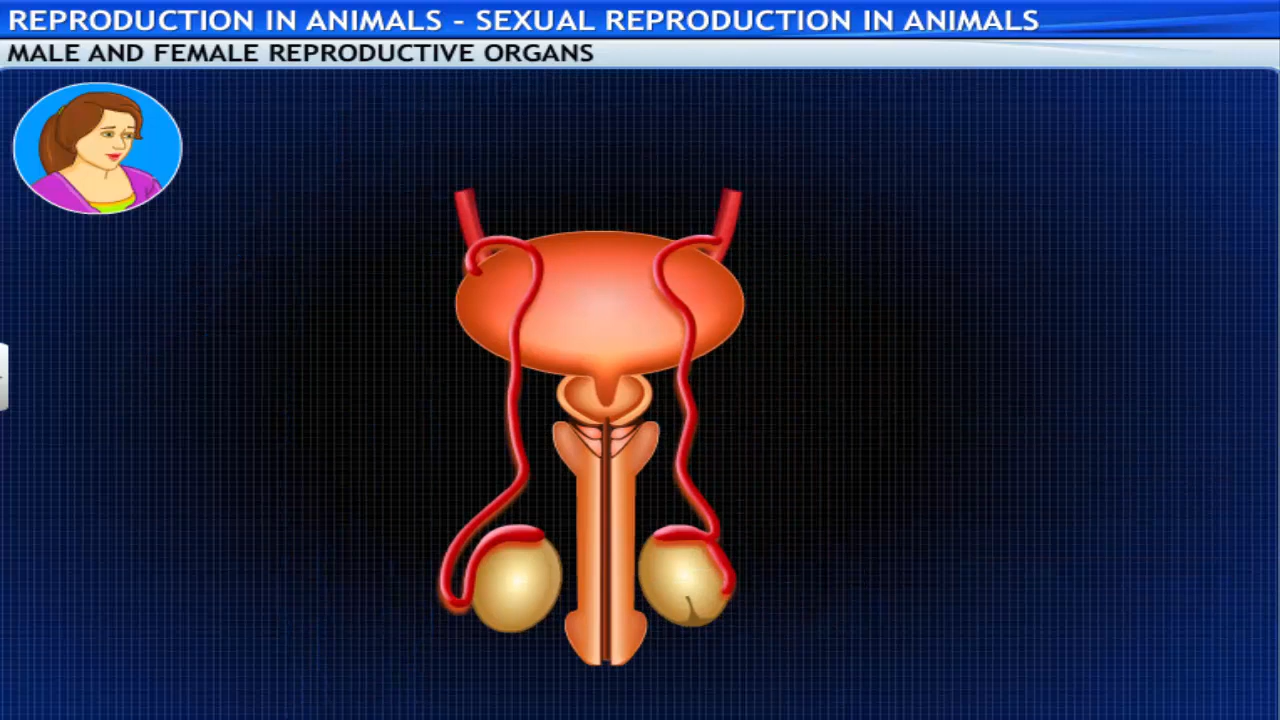 REPRODUCTION IN ANIMALS - SEXUAL REPRODUCTION IN ANIMALS
MALE AND FEMALE REPRODUCTIVE ORGANS